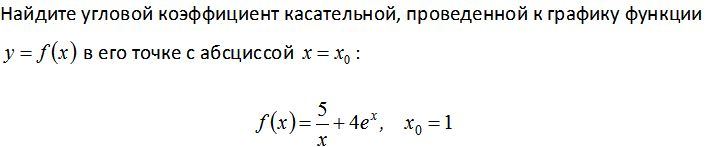 Найдите угловой коэффициент касательной, проведенной к графику функции
y = f(x) в его точке с абсциссой x = x₀ :
f(x) = 5/x + 4eˣ, x₀ = 1